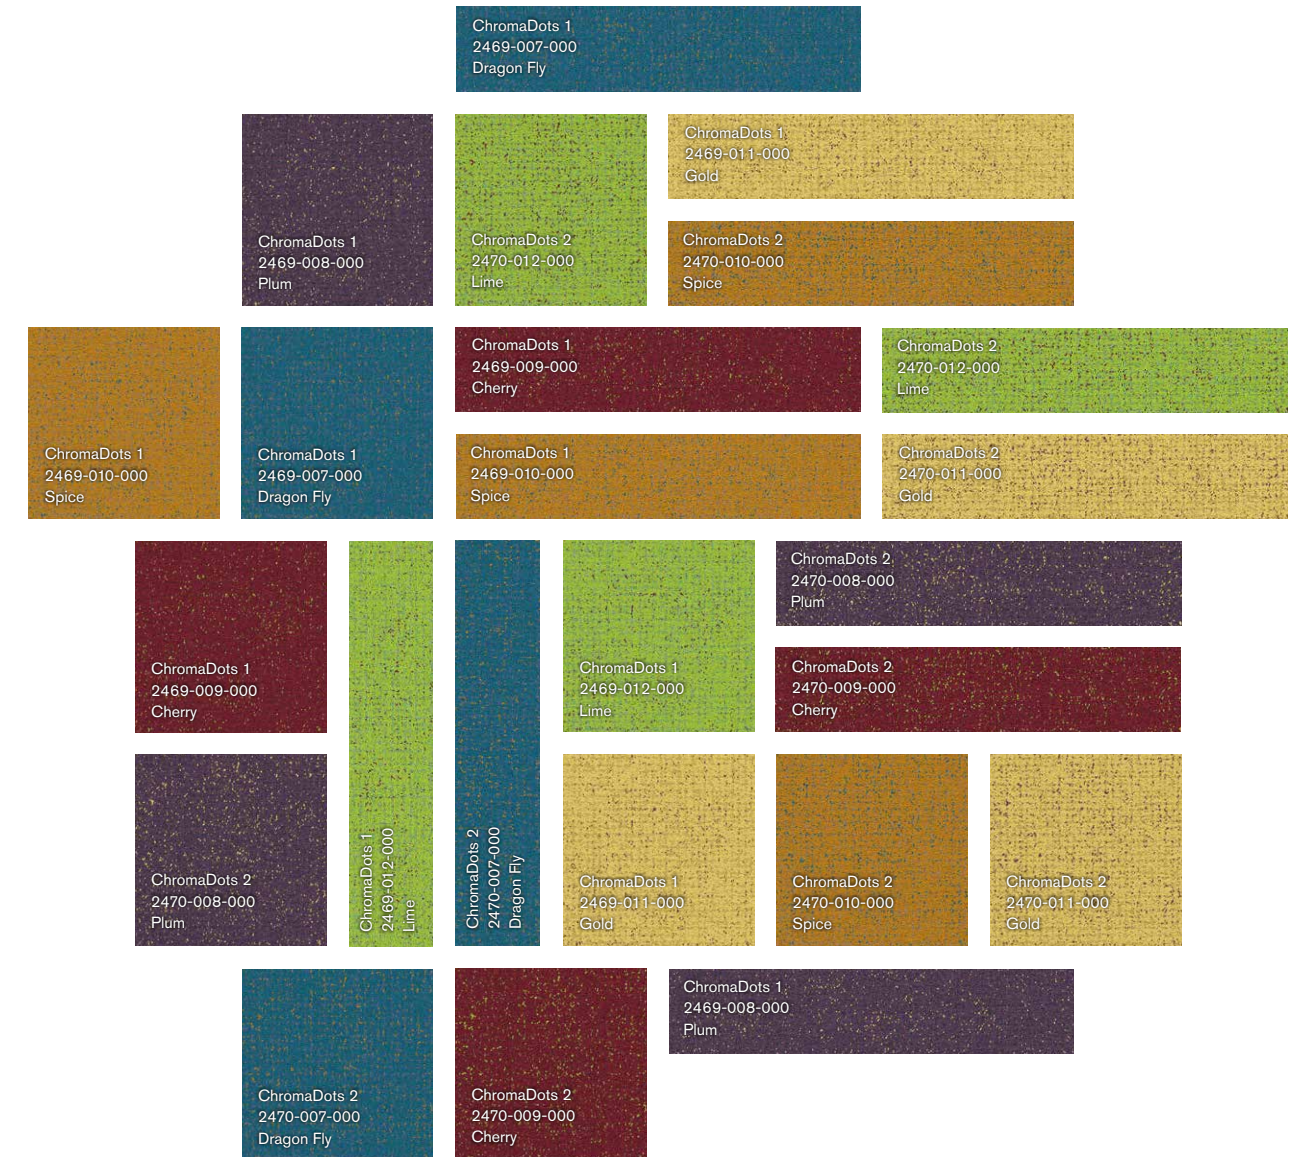 ChromaDots 1
2469-007-000
Dragon Fly
ChromaDots 1
2469-008-000
Plum
ChromaDots 2
2470-012-000
Lime
ChromaDots 1
2469-011-000
Gold
ChromaDots 2
2470-010-000
Spice
ChromaDots 1
2469-010-000
Spice
ChromaDots 1
2469-007-000
Dragon Fly
ChromaDots 1
2469-009-000
Cherry
ChromaDots 2
2470-012-000
Lime
ChromaDots 1
2469-010-000
Spice
ChromaDots 2
2470-011-000
Gold
ChromaDots 1
2469-009-000
Cherry
ChromaDots 1
2469-012-000
Lime
ChromaDots 2
2470-007-000
Dragon Fly
ChromaDots 1
2469-012-000
Lime
ChromaDots 2
2470-008-000
Plum
ChromaDots 2
2470-009-000
Cherry
ChromaDots 2
2470-008-000
Plum
ChromaDots 1
2469-011-000
Gold
ChromaDots 2
2470-010-000
Spice
ChromaDots 2
2470-011-000
Gold
ChromaDots 2
2470-007-000
Dragon Fly
ChromaDots 2
2470-009-000
Cherry
ChromaDots 1
2469-008-000
Plum